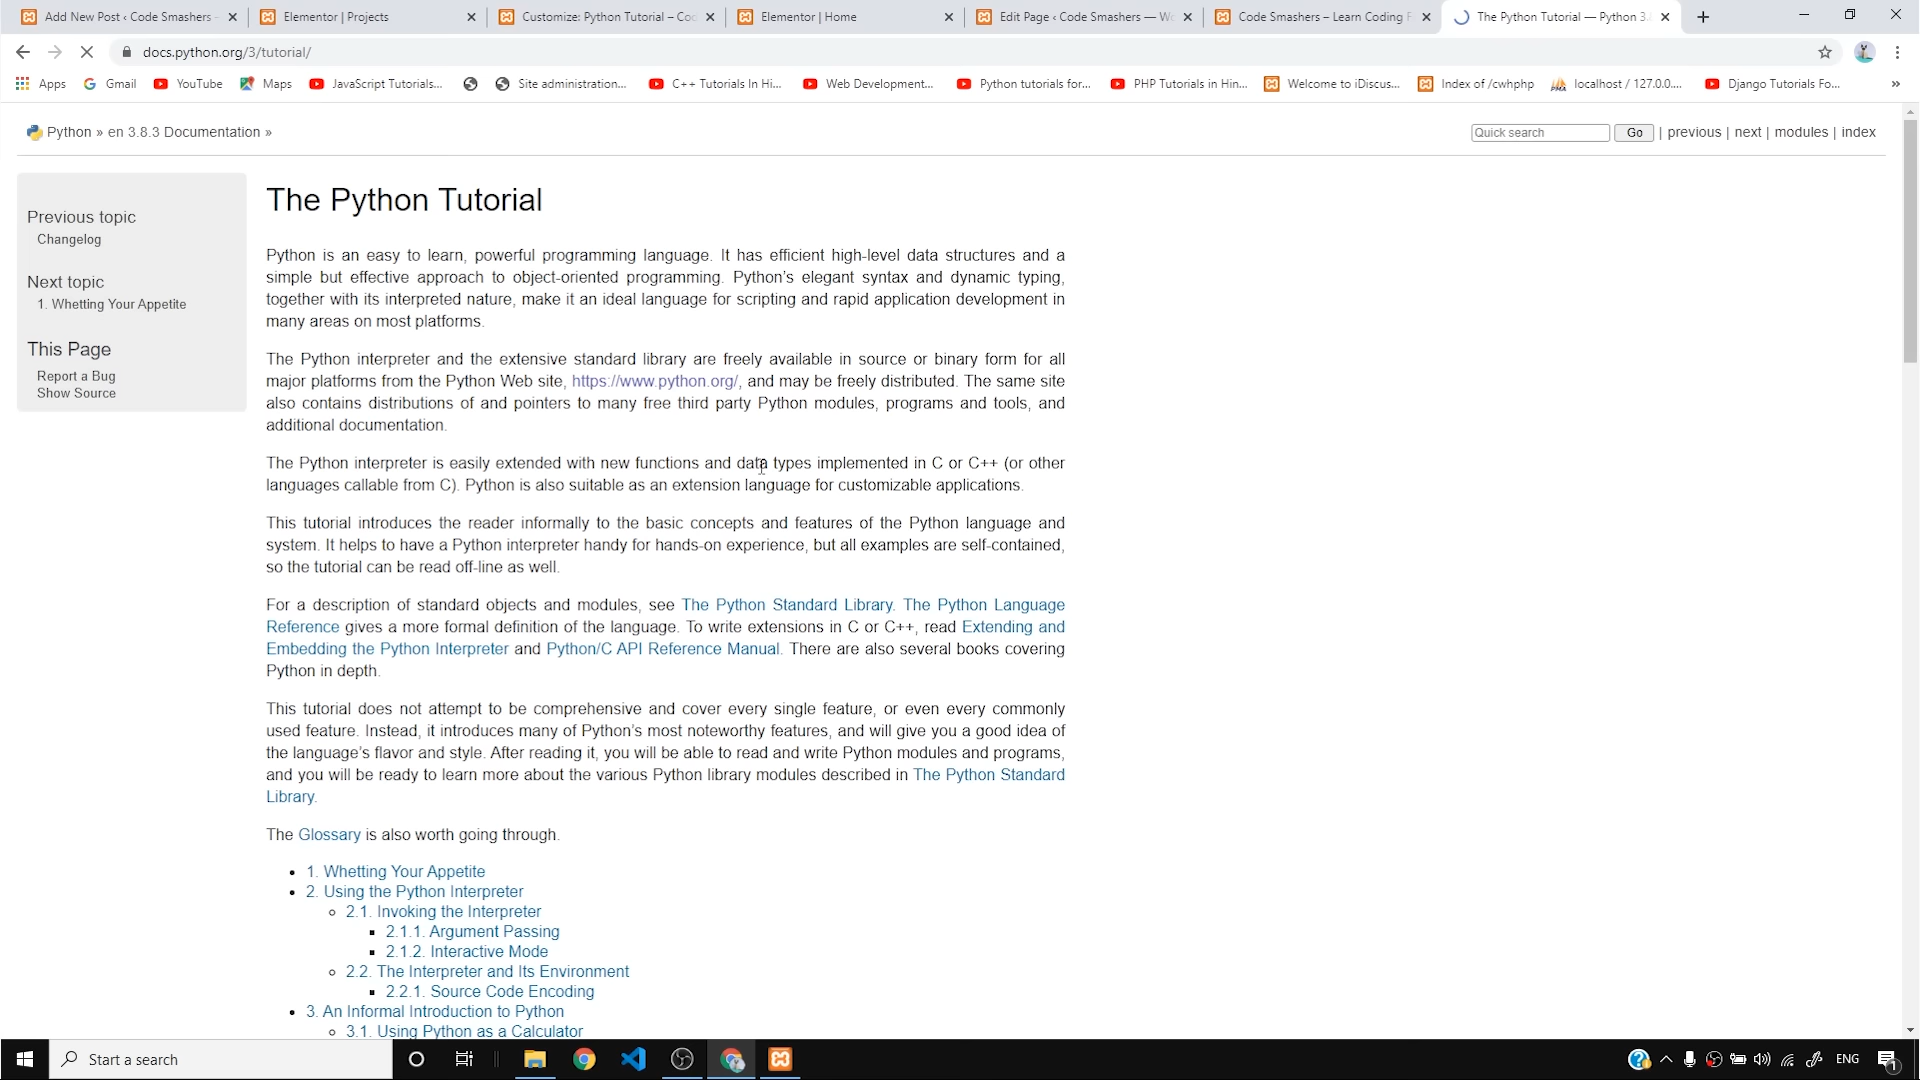 Add New Post ‹ Code Smashers -
Elementor | Projects
Customize: Python Tutorial – Co
Elementor | Home
Edit Page ‹ Code Smashers — W
Code Smashers – Learn Coding F
The Python Tutorial — Python 3.
docs.python.org/3/tutorial/
Apps Gmail YouTube Maps JavaScript Tutorials... Site administration... C++ Tutorials In Hi... Web Development... Python tutorials for... PHP Tutorials in Hin... Welcome to iDiscus... Index of /cwhphp localhost / 127.0.0.... Django Tutorials Fo... »
Python » en 3.8.3 Documentation »
Quick search Go | previous | next | modules | index
Previous topic
Changelog
Next topic
1. Whetting Your Appetite
This Page
Report a Bug
Show Source
The Python Tutorial
Python is an easy to learn, powerful programming language. It has efficient high-level data structures and a
simple but effective approach to object-oriented programming. Python's elegant syntax and dynamic typing,
together with its interpreted nature, make it an ideal language for scripting and rapid application development in
many areas on most platforms.
The Python interpreter and the extensive standard library are freely available in source or binary form for all
major platforms from the Python Web site, https://www.python.org/, and may be freely distributed. The same site
also contains distributions of and pointers to many free third party Python modules, programs and tools, and
additional documentation.
The Python interpreter is easily extended with new functions and data types implemented in C or C++ (or other
languages callable from C). Python is also suitable as an extension language for customizable applications.
This tutorial introduces the reader informally to the basic concepts and features of the Python language and
system. It helps to have a Python interpreter handy for hands-on experience, but all examples are self-contained,
so the tutorial can be read off-line as well.
For a description of standard objects and modules, see The Python Standard Library. The Python Language
Reference gives a more formal definition of the language. To write extensions in C or C++, read Extending and
Embedding the Python Interpreter and Python/C API Reference Manual. There are also several books covering
Python in depth.
This tutorial does not attempt to be comprehensive and cover every single feature, or even every commonly
used feature. Instead, it introduces many of Python's most noteworthy features, and will give you a good idea of
the language's flavor and style. After reading it, you will be able to read and write Python modules and programs,
and you will be ready to learn more about the various Python library modules described in The Python Standard
Library.
The Glossary is also worth going through.
• 1. Whetting Your Appetite
• 2. Using the Python Interpreter
2.1. Invoking the Interpreter
2.1.1. Argument Passing
2.1.2. Interactive Mode
2.2. The Interpreter and Its Environment
2.2.1. Source Code Encoding
• 3. An Informal Introduction to Python
3.1. Using Python as a Calculator
Start a search
ENG
1